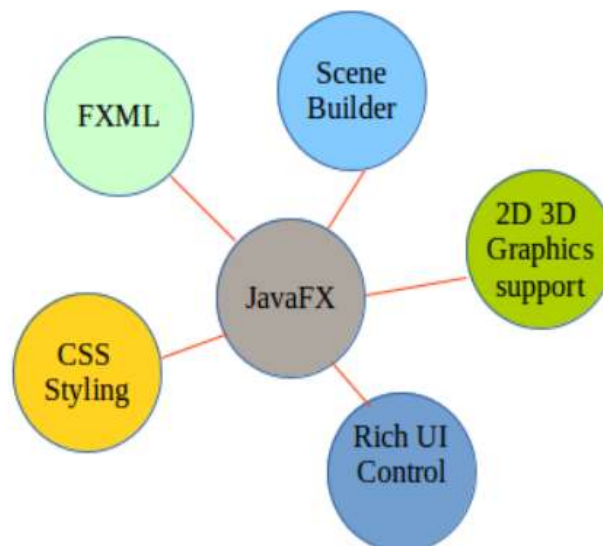 FXML
Scene
Builder
2D 3D
Graphics
support
JavaFX
CSS
Styling
Rich UI
Control